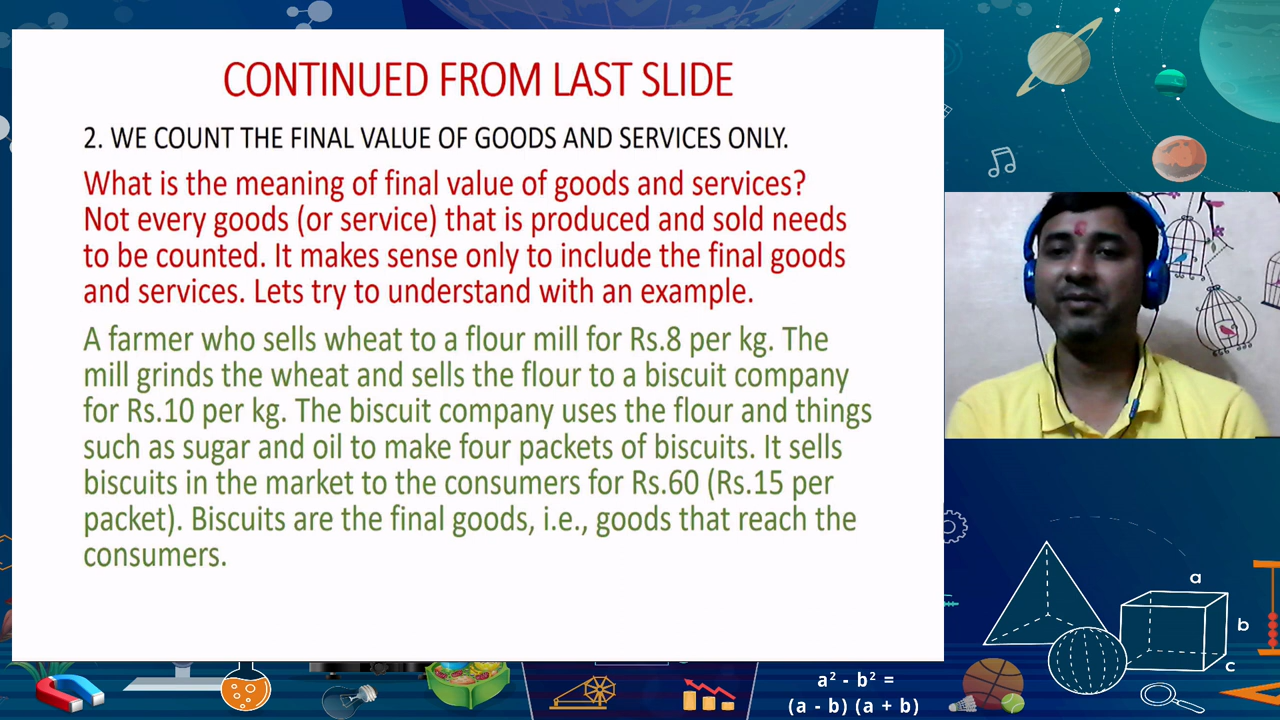 CONTINUED FROM LAST SLIDE
2. WE COUNT THE FINAL VALUE OF GOODS AND SERVICES ONLY.
What is the meaning of final value of goods and services?
Not every goods (or service) that is produced and sold needs
to be counted. It makes sense only to include the final goods
and services. Lets try to understand with an example.
A farmer who sells wheat to a flour mill for Rs.8 per kg. The
mill grinds the wheat and sells the flour to a biscuit company
for Rs.10 per kg. The biscuit company uses the flour and things
such as sugar and oil to make four packets of biscuits. It sells
biscuits in the market to the consumers for Rs.60 (Rs.15 per
packet). Biscuits are the final goods, i.e., goods that reach the
consumers.
a
b
c
a² - b² =
(a - b) (a + b)